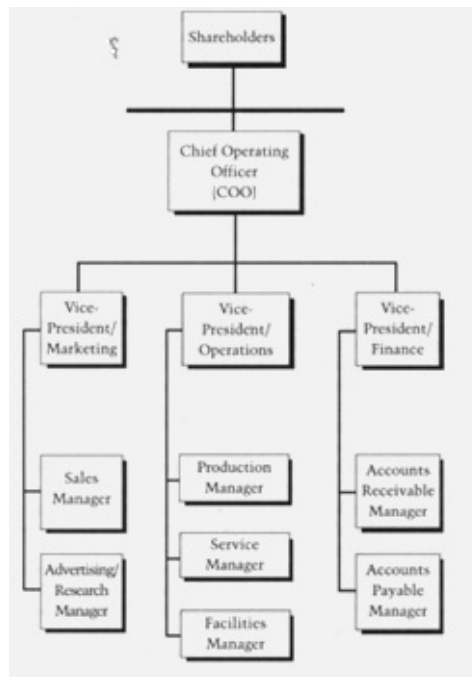 Shareholders
Chief Operating
Officer
[COO]
Vice-
President/
Marketing
Vice-
President/
Operations
Vice-
President/
Finance
Sales
Manager
Advertising/
Research
Manager
Production
Manager
Service
Manager
Facilities
Manager
Accounts
Receivable
Manager
Accounts
Payable
Manager